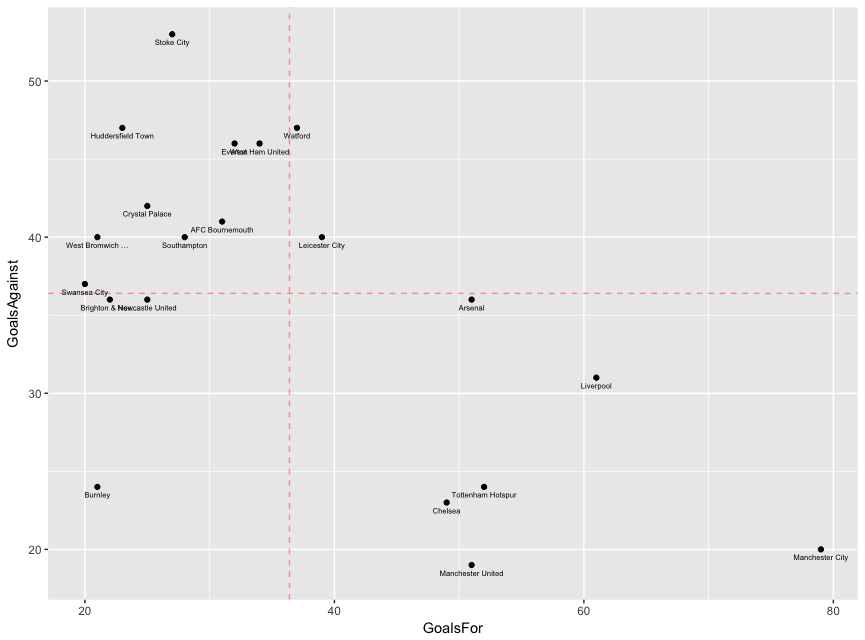 Stoke City
50
Huddersfield Town
Watford
Everton
West Ham United
Crystal Palace
AFC Bournemouth
40
West Bromwich …
Southampton
Leicester City
Swansea City
Brighton & Hov
Newcastle United
Arsenal
GoalsAgainst
Liverpool
30
Burnley
Tottenham Hotspur
Chelsea
20
Manchester City
Manchester United
20
40
60
80
GoalsFor